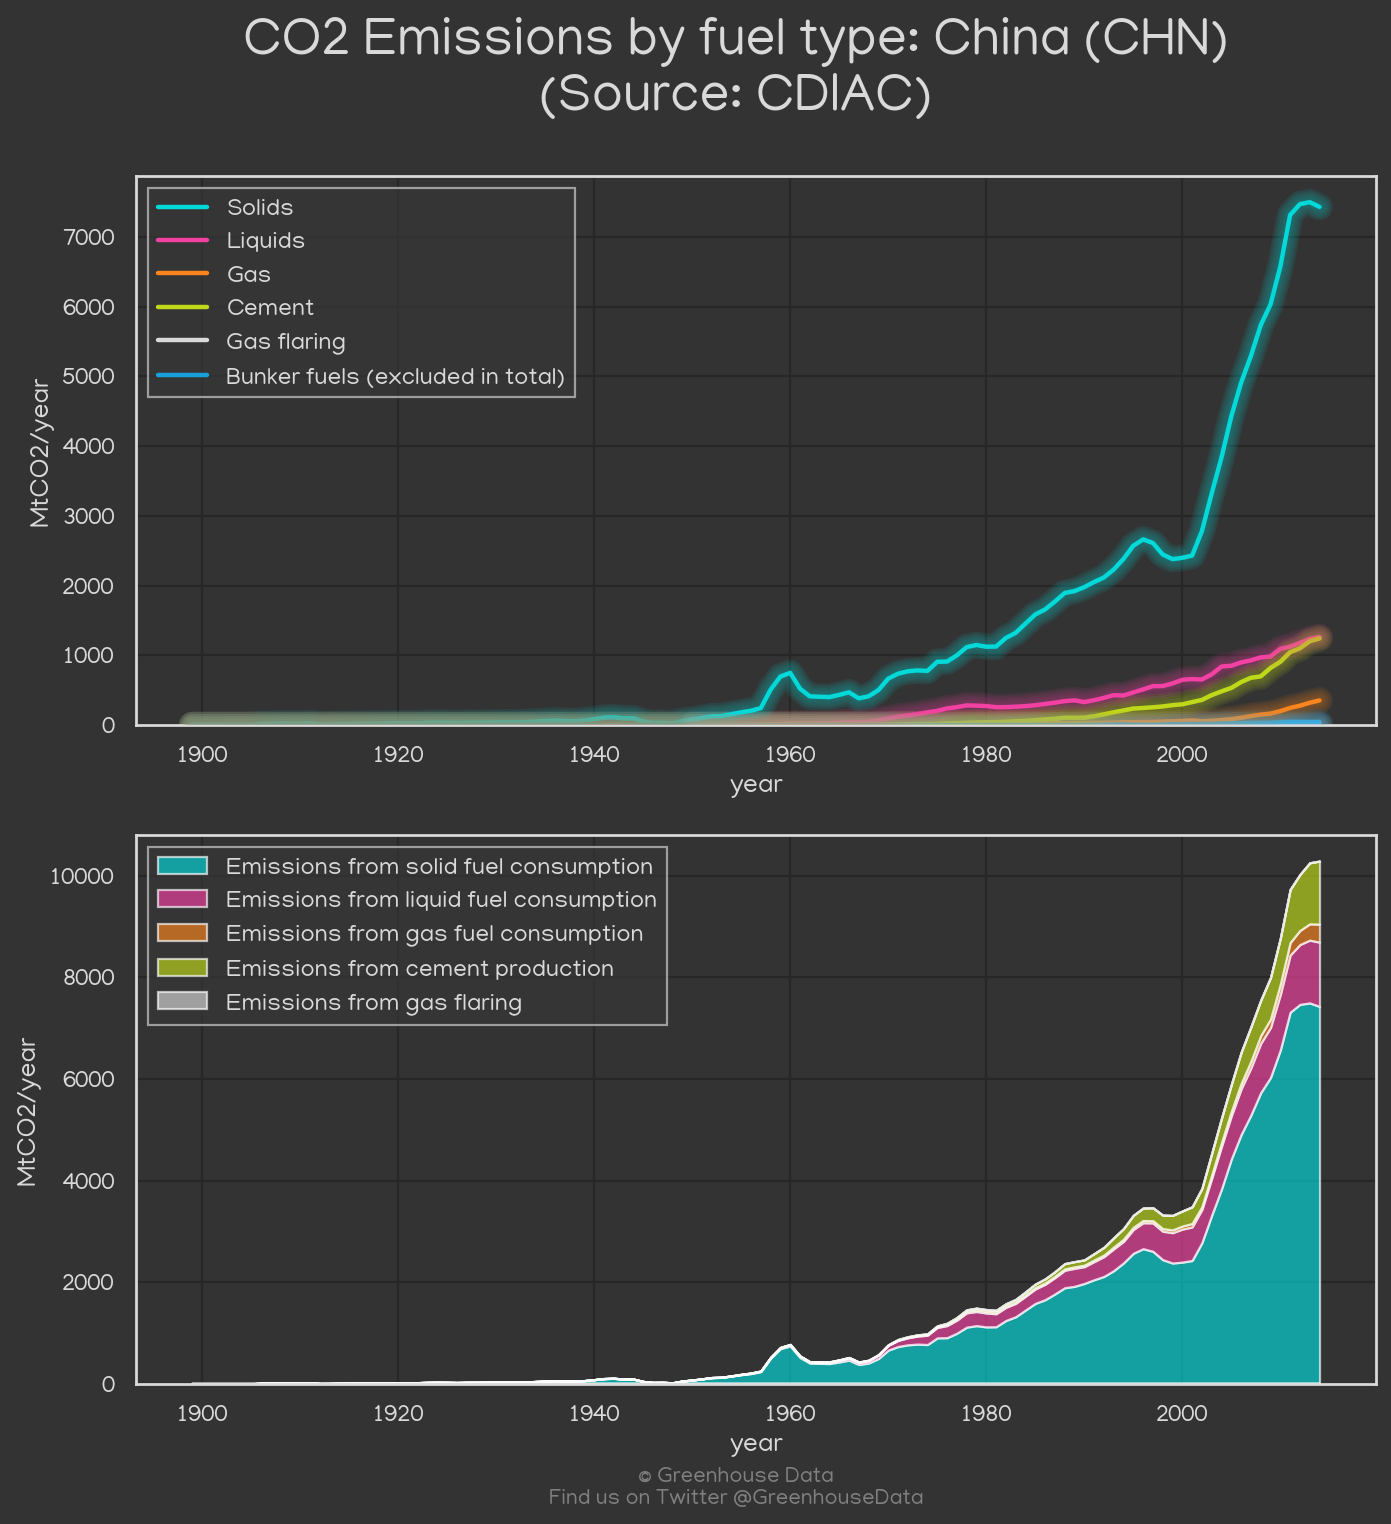 CO2 Emissions by fuel type: China (CHN)
(Source: CDIAC)
Solids
Liquids
Gas
Cement
Gas flaring
Bunker fuels (excluded in total)
MtCO2/year
7000
6000
5000
4000
3000
2000
1000
0
1900 1920 1940 1960 1980 2000
year
Emissions from solid fuel consumption
Emissions from liquid fuel consumption
Emissions from gas fuel consumption
Emissions from cement production
Emissions from gas flaring
MtCO2/year
10000
8000
6000
4000
2000
0
1900 1920 1940 1960 1980 2000
year
© Greenhouse Data
Find us on Twitter @GreenhouseData